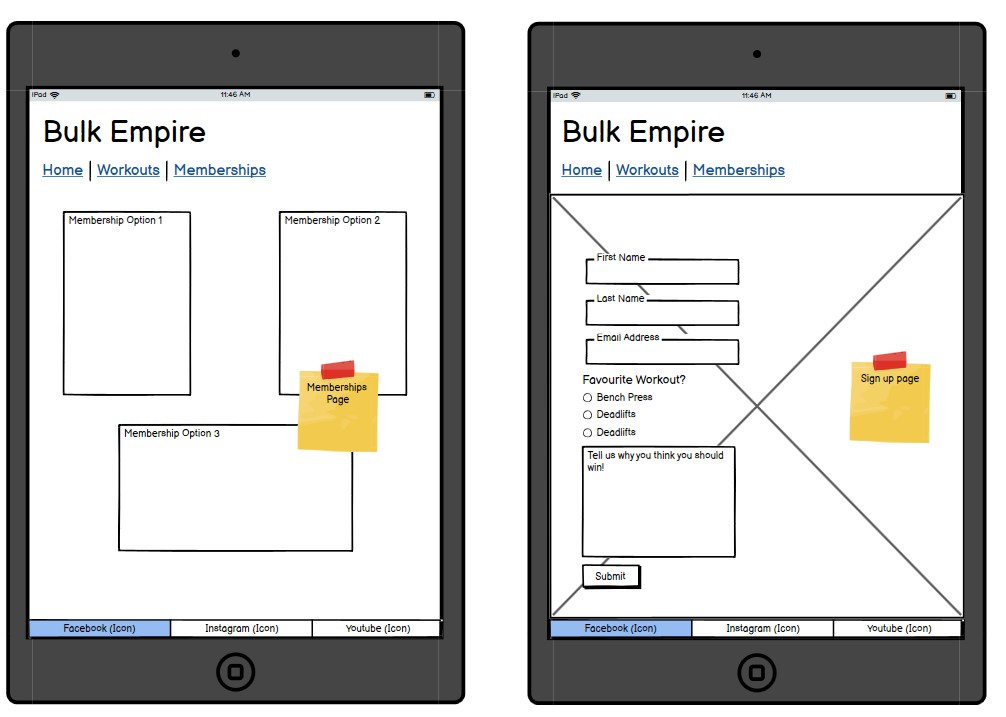 iPad
11:46 AM
Bulk Empire
Home | Workouts | Memberships
Membership Option 1
Membership Option 2
Memberships
Page
Membership Option 3
Facebook (Icon)
Instagram (Icon)
Youtube (Icon)
iPad
11:46 AM
Bulk Empire
Home | Workouts | Memberships
First Name
Last Name
Email Address
Favourite Workout?
Bench Press
Deadlifts
Deadlifts
Tell us why you think you should
win!
Submit
Sign up page
Facebook (Icon)
Instagram (Icon)
Youtube (Icon)